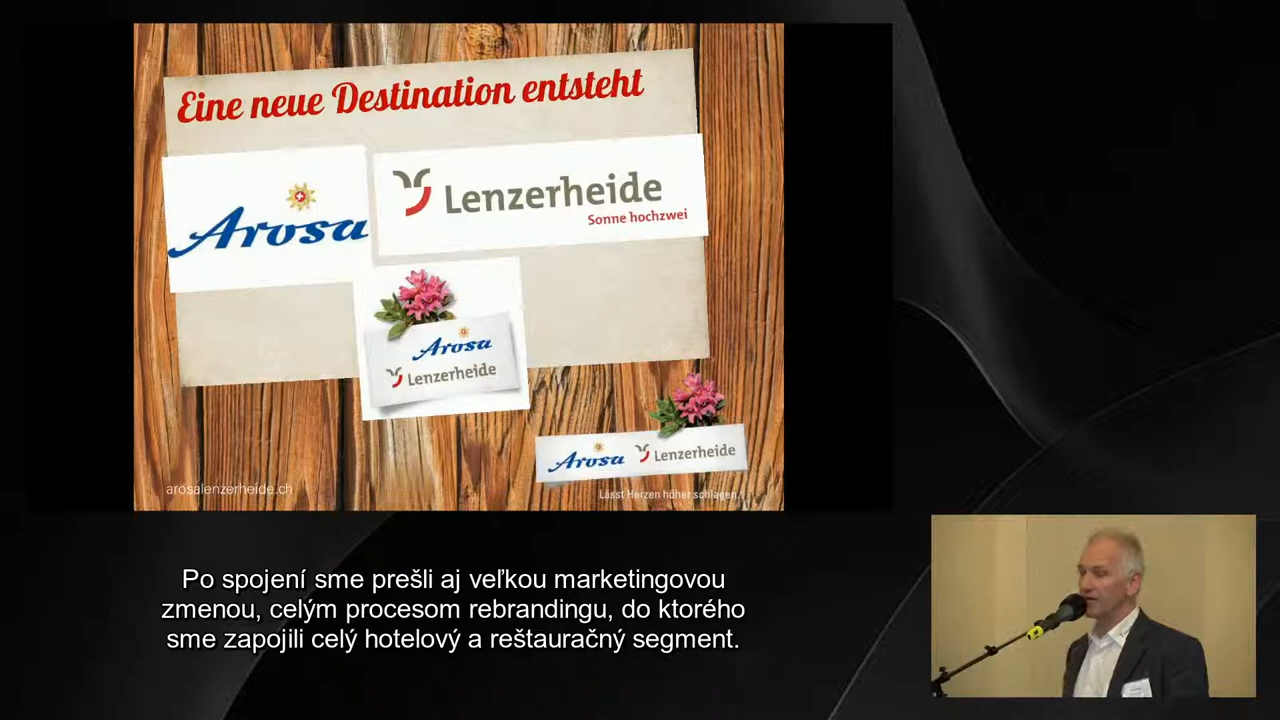 Eine neue Destination entsteht
Arosa
Lenzerheide
Sonne hochzwei
Arosa
Lenzerheide
Arosa Lenzerheide
arosalenzerheide.ch
Lässt Herzen höher schlagen.
Po spojení sme prešli aj veľkou marketingovou
zmenou, celým procesom rebrandingu, do ktorého
sme zapojili celý hotelový a reštauračný segment.